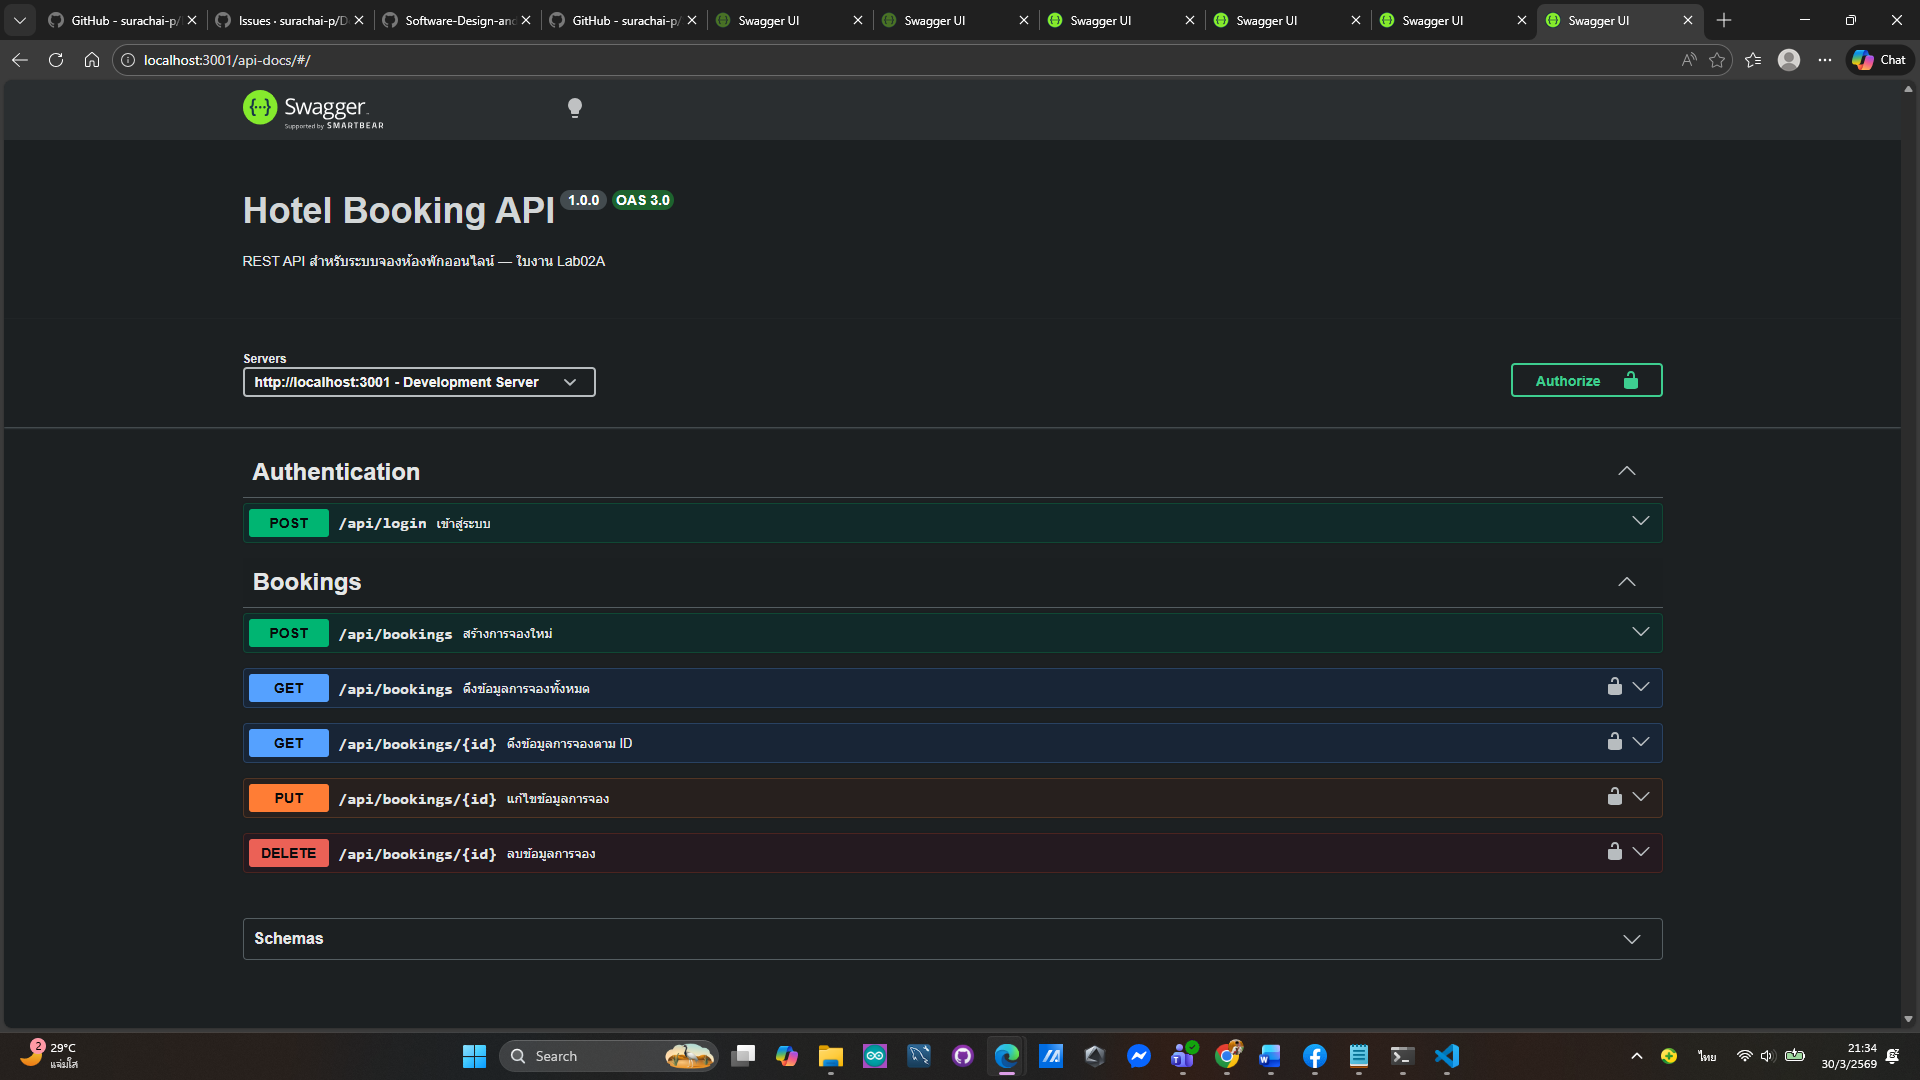 GitHub - surachai-p/
Issues · surachai-p/D
Software-Design-and
GitHub - surachai-p/
Swagger UI
Swagger UI
Swagger UI
Swagger UI
Swagger UI
Swagger UI
localhost:3001/api-docs/#/
Chat
Swagger
Supported by SMARTBEAR
Hotel Booking API 1.0.0 OAS 3.0
REST API สำหรับระบบจองห้องพักออนไลน์ — ใบงาน Lab02A
Servers
http://localhost:3001 - Development Server
Authorize
Authentication
POST /api/login เข้าสู่ระบบ
Bookings
POST /api/bookings สร้างการจองใหม่
GET /api/bookings ดึงข้อมูลการจองทั้งหมด
GET /api/bookings/{id} ดึงข้อมูลการจองตาม ID
PUT /api/bookings/{id} แก้ไขข้อมูลการจอง
DELETE /api/bookings/{id} ลบข้อมูลการจอง
Schemas
2
29°C
แจ่มใส
Search
ไทย
21:34
30/3/2569